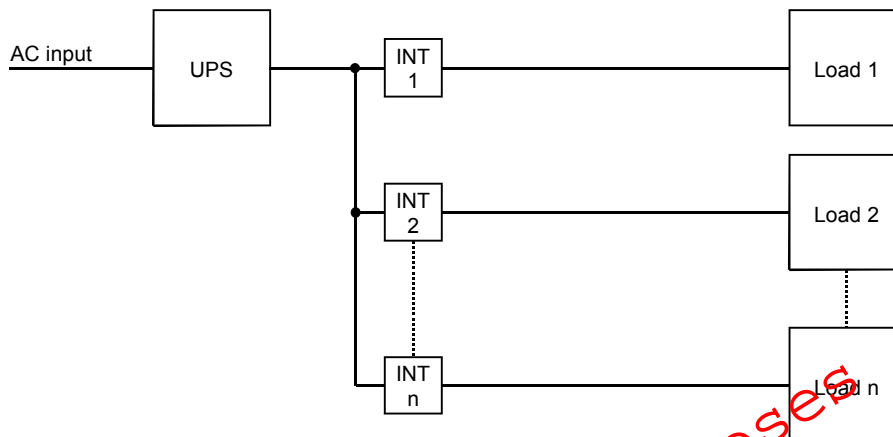 AC input
UPS
INT
1
Load 1
INT
2
Load 2
INT
n
Load n